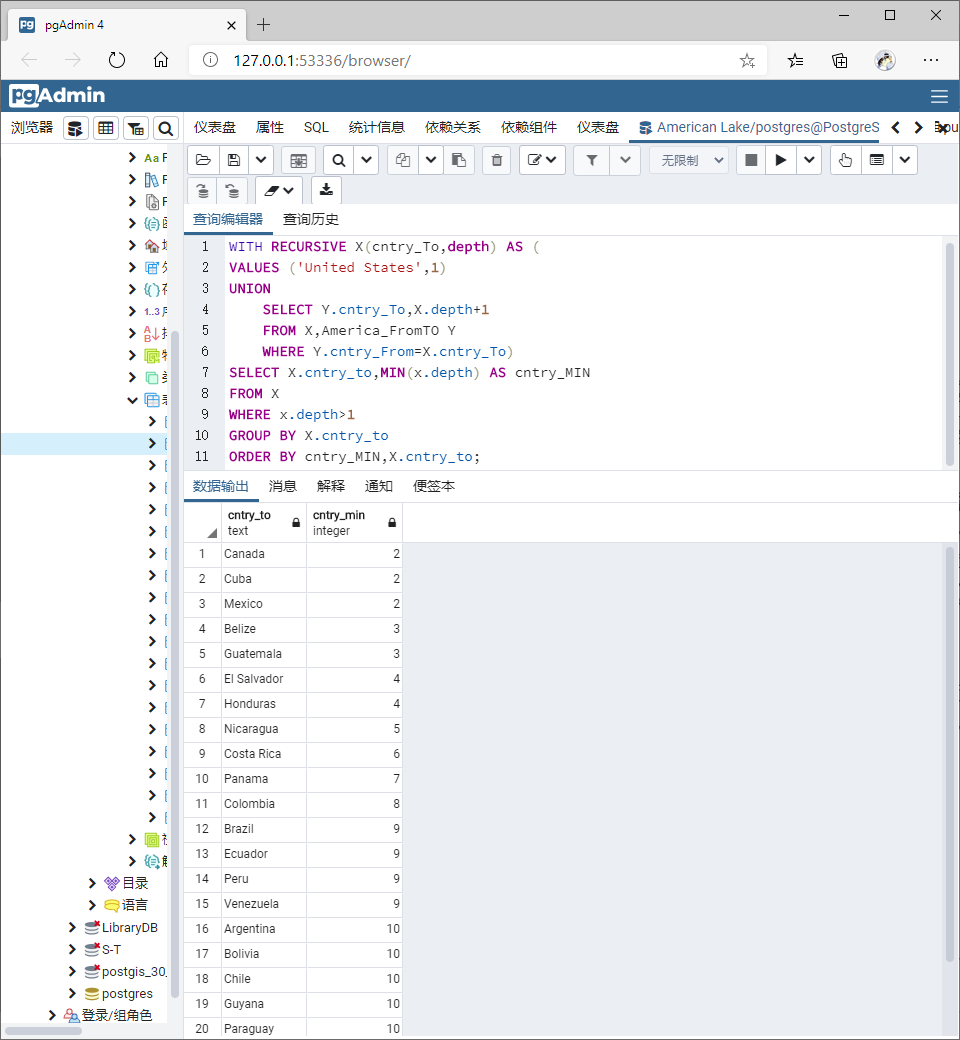 pgAdmin 4
127.0.0.1:53336/browser/
pgAdmin
浏览器
仪表盘 属性 SQL 统计信息 依赖关系 依赖组件 仪表盘 American Lake/postgres@PostgreS
无限制
查询编辑器 查询历史
1 WITH RECURSIVE X(cntry_To,depth) AS (
2 VALUES ('United States',1)
3 UNION
4 SELECT Y.cntry_To,X.depth+1
5 FROM X,America_FromTO Y
6 WHERE Y.cntry_From=X.cntry_To)
7 SELECT X.cntry_to,MIN(x.depth) AS cntry_MIN
8 FROM X
9 WHERE x.depth>1
10 GROUP BY X.cntry_to
11 ORDER BY cntry_MIN,X.cntry_to;
数据输出 消息 解释 通知 便签本
cntry_to cntry_min
text integer
1 Canada 2
2 Cuba 2
3 Mexico 2
4 Belize 3
5 Guatemala 3
6 El Salvador 4
7 Honduras 4
8 Nicaragua 5
9 Costa Rica 6
10 Panama 7
11 Colombia 8
12 Brazil 9
13 Ecuador 9
14 Peru 9
15 Venezuela 9
16 Argentina 10
17 Bolivia 10
18 Chile 10
19 Guyana 10
20 Paraguay 10
Aa
1..3
目录
语言
LibraryDB
S-T
postgis_30_
postgres
登录/组角色